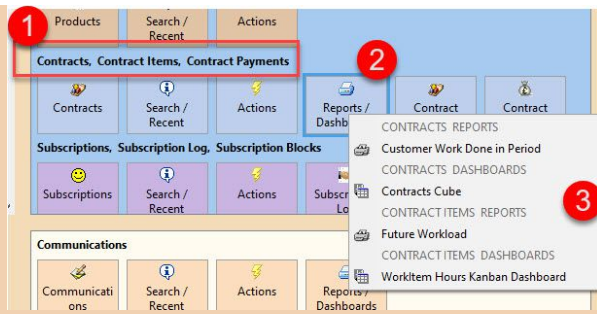 1
Products
Search /
Recent
Actions
Contracts, Contract Items, Contract Payments
2
Contracts
Search /
Recent
Actions
Reports /
Dashb
Contract
Contract
CONTRACTS REPORTS
Customer Work Done in Period
CONTRACTS DASHBOARDS
Contracts Cube
3
CONTRACT ITEMS REPORTS
Future Workload
CONTRACT ITEMS DASHBOARDS
WorkItem Hours Kanban Dashboard
Subscriptions, Subscription Log, Subscription Blocks
Subscriptions
Search /
Recent
Actions
Subscr
Lo
Communications
Communicati
ons
Search /
Recent
Actions
Reports /
Dashboards